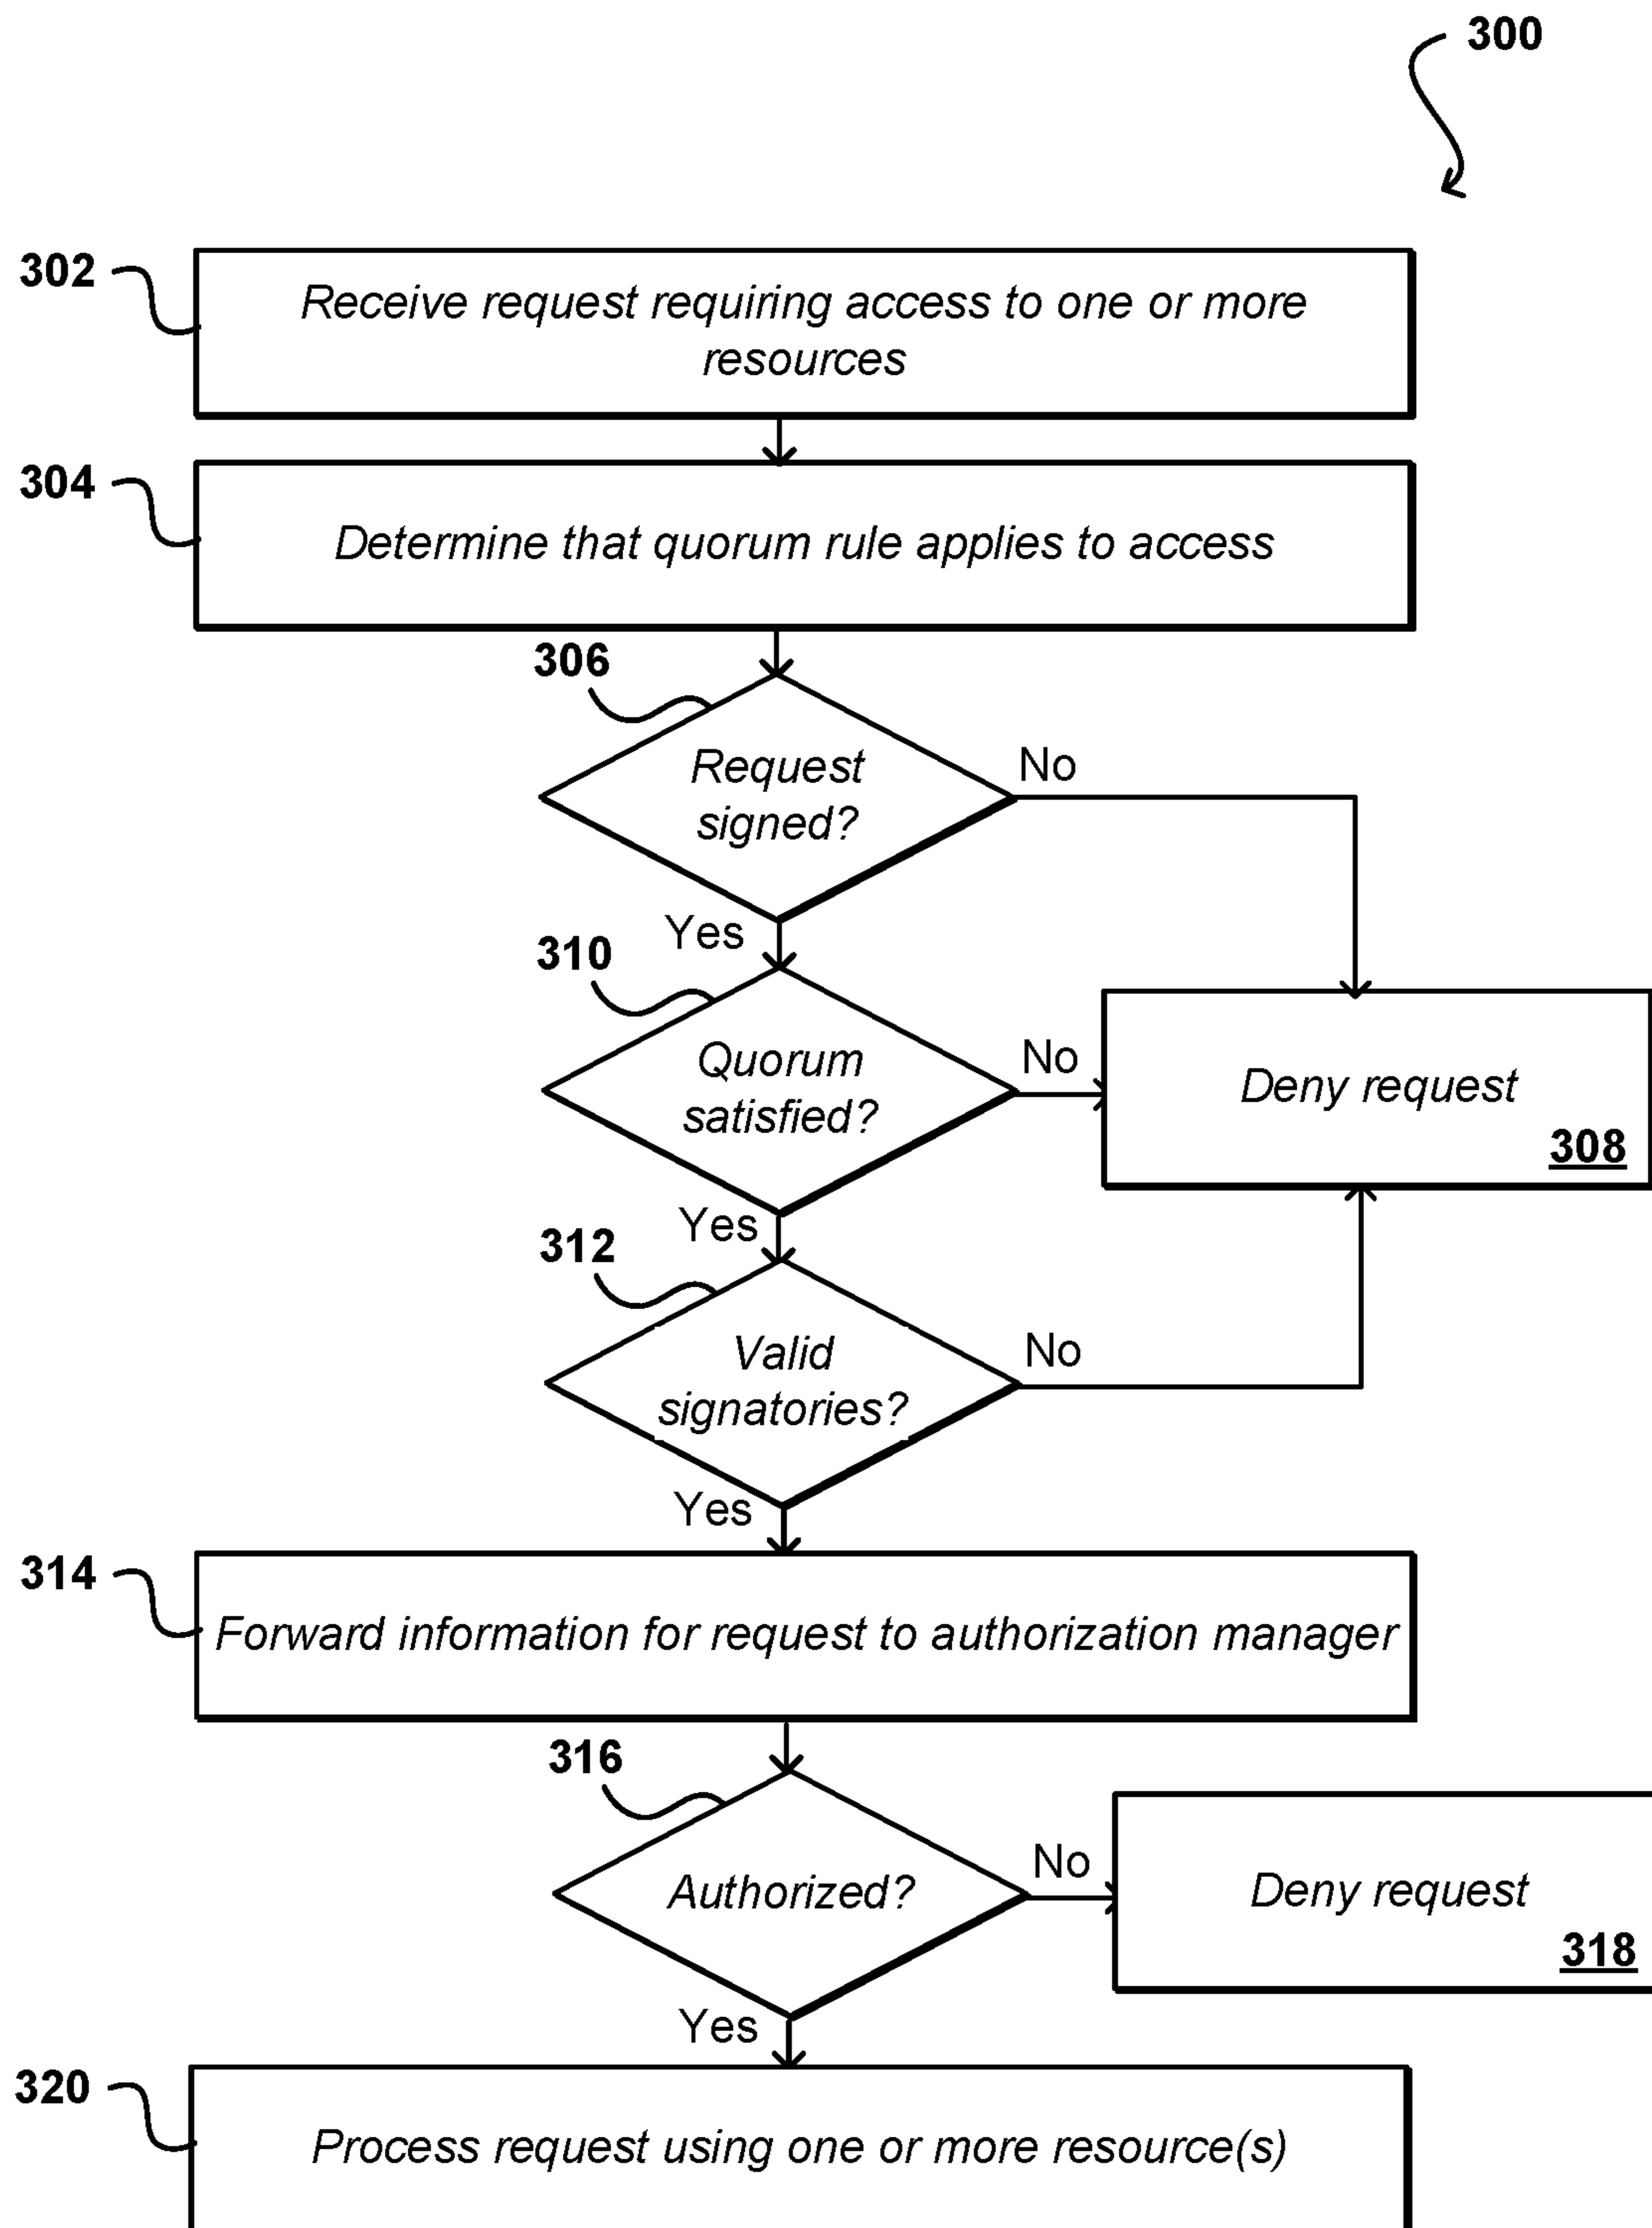 300
302
Receive request requiring access to one or more
resources
304
Determine that quorum rule applies to access
306
Request
signed?
No
Yes
310
Quorum
satisfied?
No
Deny request
308
Yes
312
Valid
signatories?
No
Yes
314
Forward information for request to authorization manager
316
Authorized?
No
Deny request
318
Yes
320
Process request using one or more resource(s)